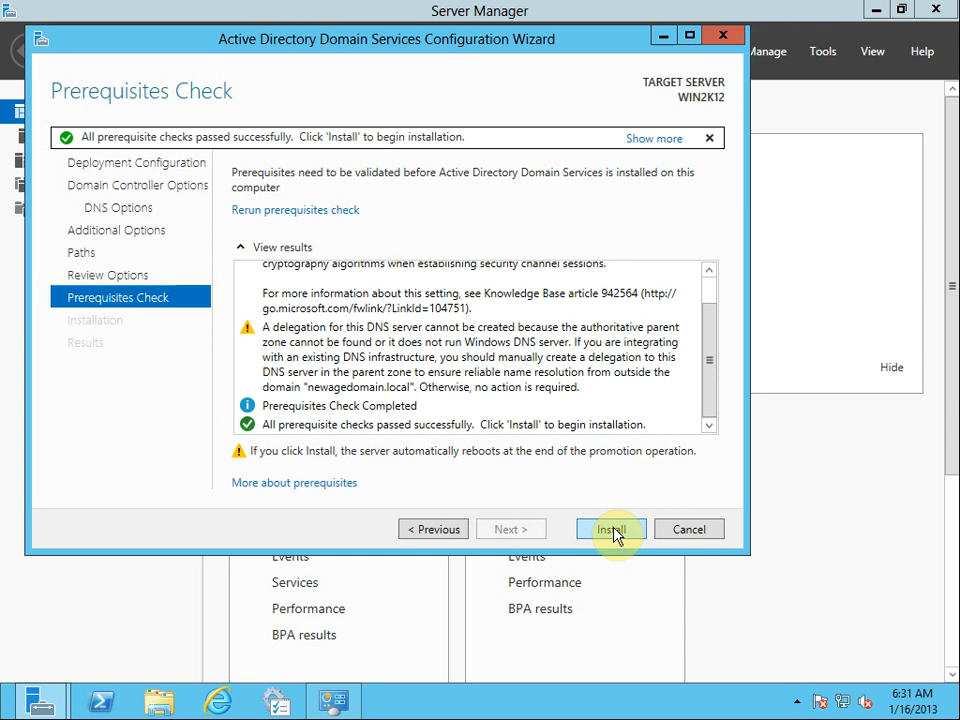 Server Manager
Active Directory Domain Services Configuration Wizard
Manage
Tools
View
Help
Prerequisites Check
TARGET SERVER
WIN2K12
All prerequisite checks passed successfully.  Click 'Install' to begin installation.
Show more
Deployment Configuration
Domain Controller Options
DNS Options
Additional Options
Paths
Review Options
Prerequisites Check
Installation
Results
Prerequisites need to be validated before Active Directory Domain Services is installed on this
computer
Rerun prerequisites check
View results
cryptography algorithms when establishing security channel sessions.
For more information about this setting, see Knowledge Base article 942564 (http://
go.microsoft.com/fwlink/?LinkId=104751).
A delegation for this DNS server cannot be created because the authoritative parent
zone cannot be found or it does not run Windows DNS server. If you are integrating
with an existing DNS infrastructure, you should manually create a delegation to this
DNS server in the parent zone to ensure reliable name resolution from outside the
domain "newagedomain.local". Otherwise, no action is required.
Prerequisites Check Completed
All prerequisite checks passed successfully.  Click 'Install' to begin installation.
If you click Install, the server automatically reboots at the end of the promotion operation.
More about prerequisites
< Previous
Next >
Install
Cancel
Hide
Events
Services
Performance
BPA results
Events
Performance
BPA results
6:31 AM
1/16/2013